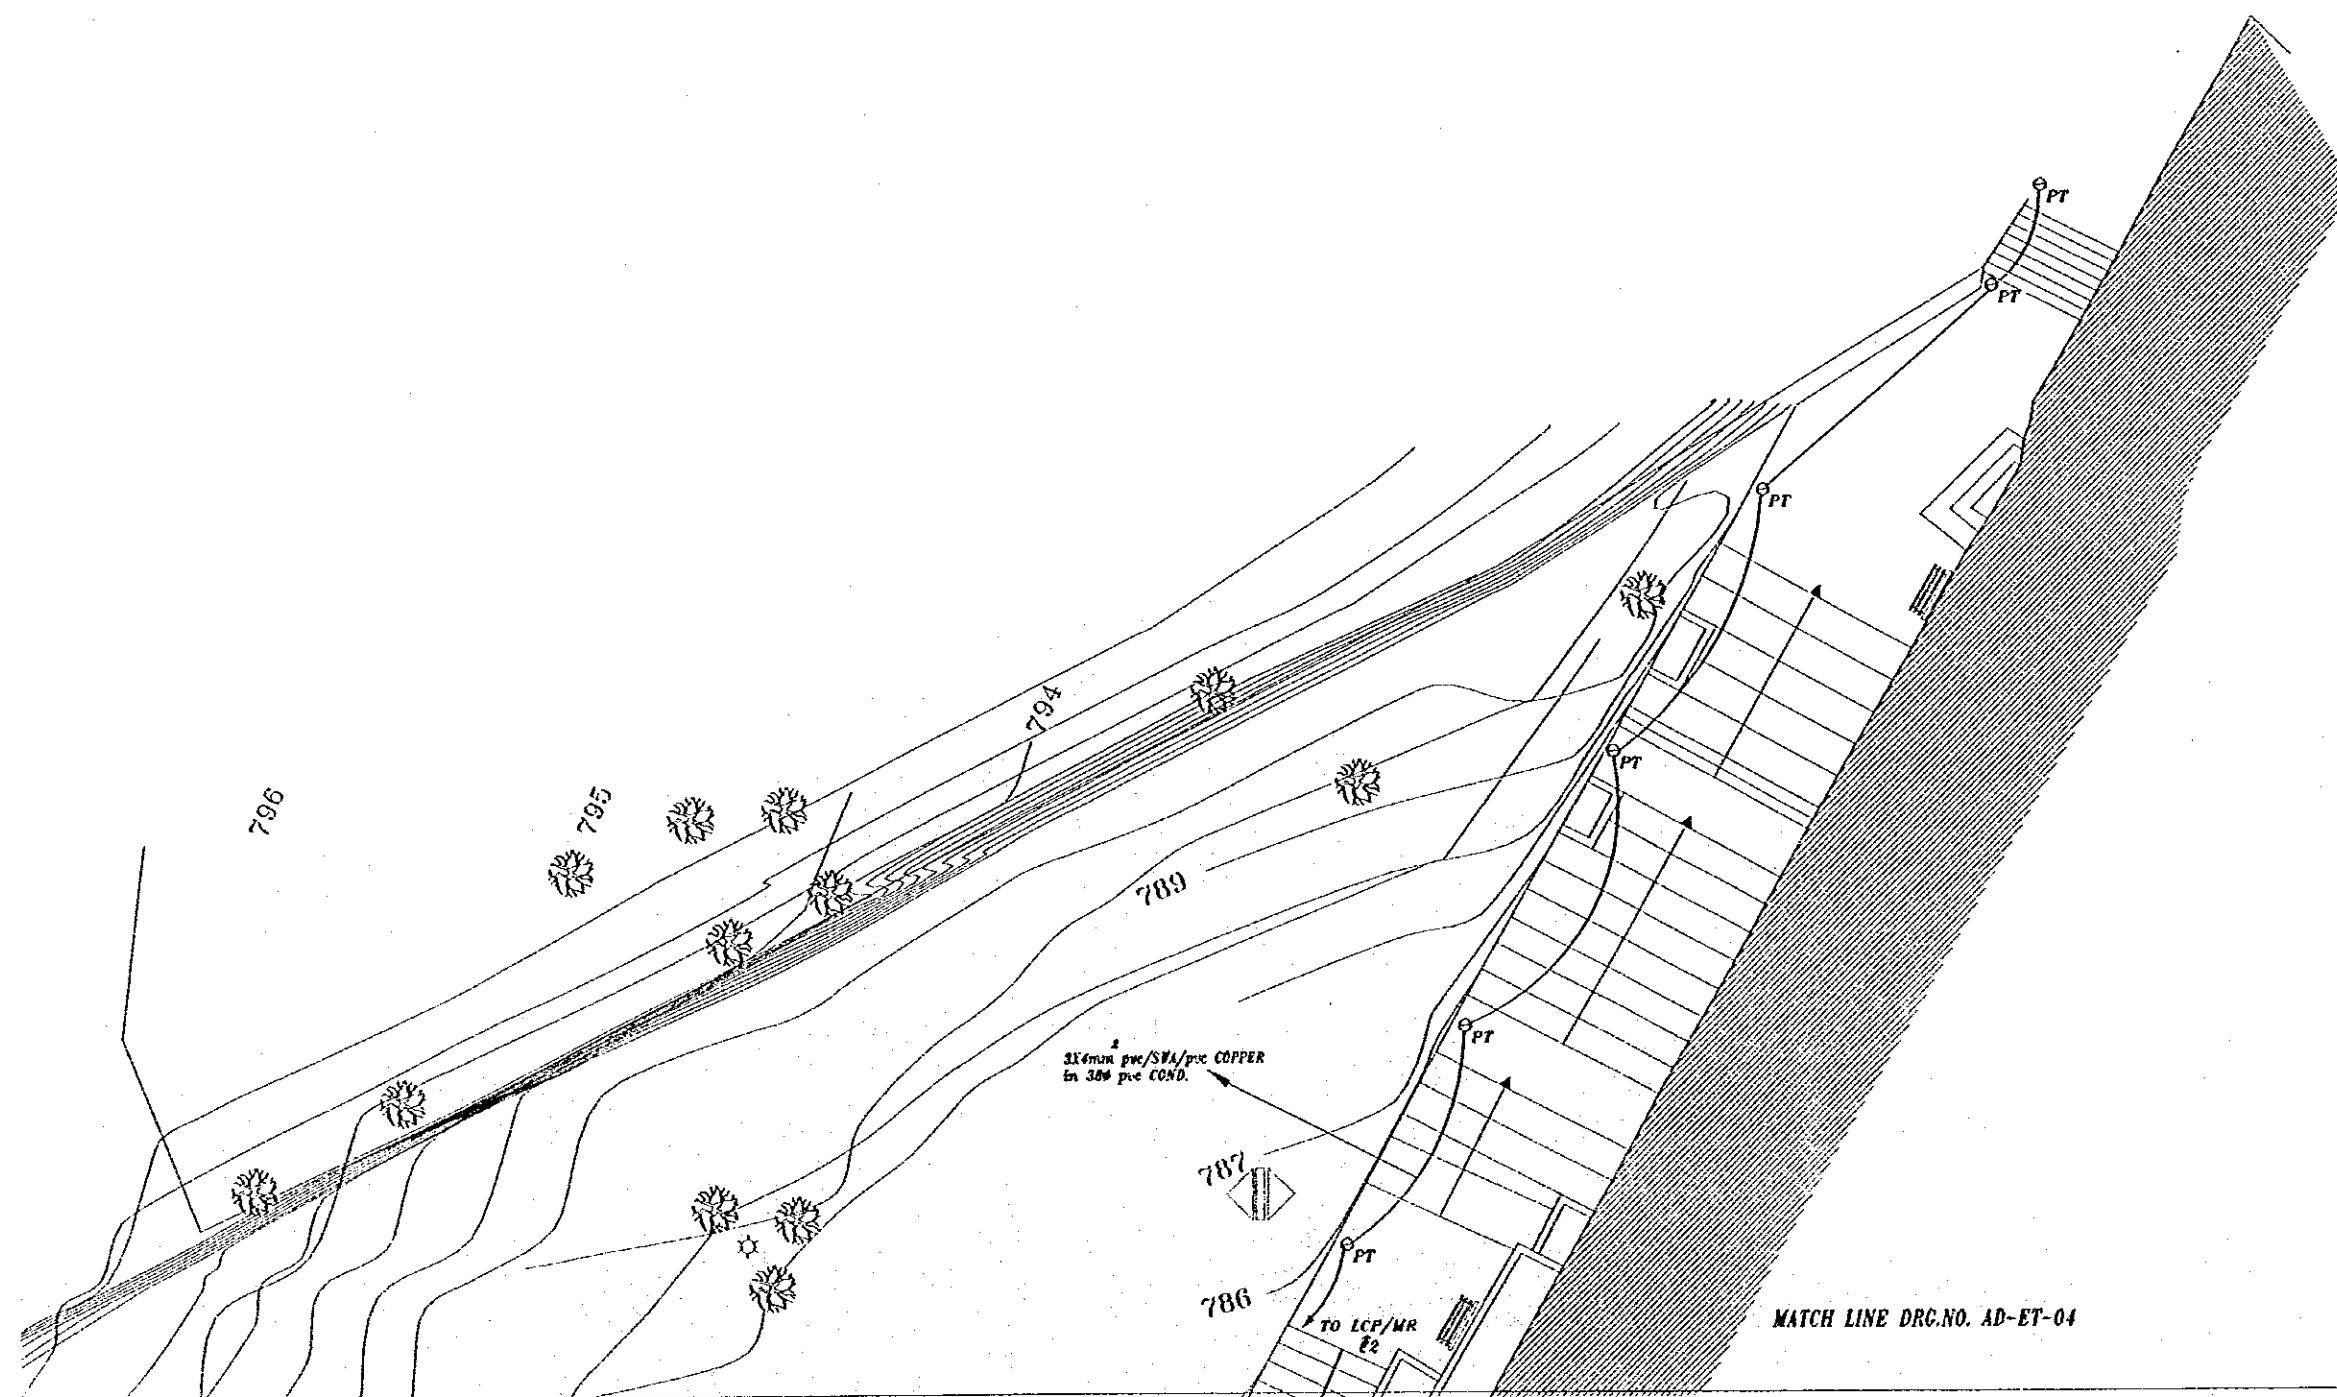 PT
PT
PT
794
796
795
PT
789
PT
2
3X4mm pvc/SWA/pvc COPPER
in 38ø pvc COND.
787
PT
786
TO LCP/MR
MATCH LINE DRG.NO. AD-ET-04